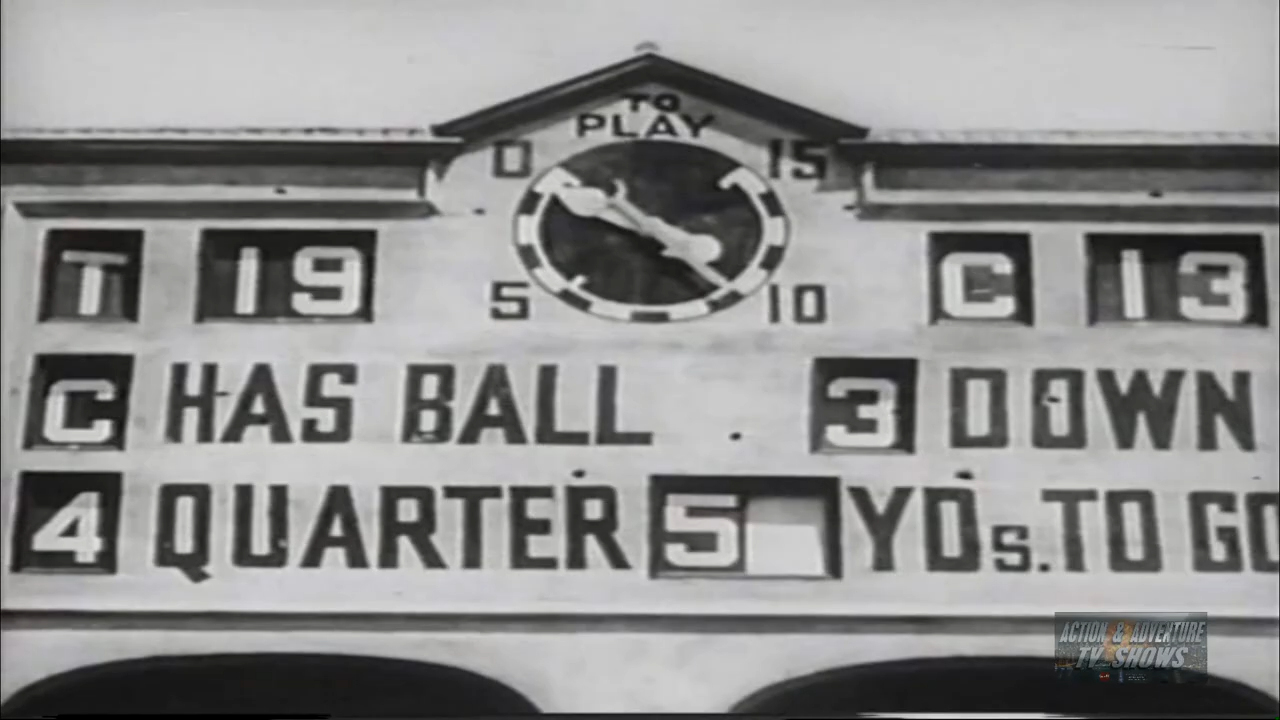 TO
PLAY
0 15
T 19 C 13
5 10
C HAS BALL 3 DOWN
4 QUARTER 5 YDs. TO GO
ACTION & ADVENTURE
TV SHOWS